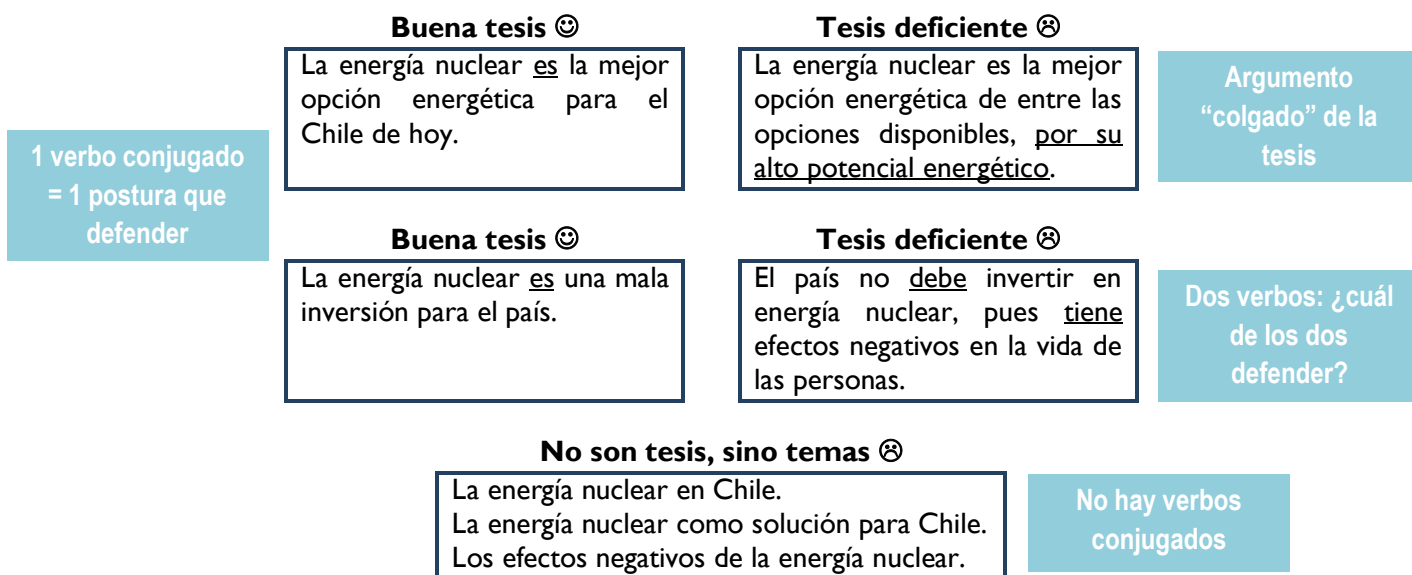 Buena tesis ☺
Tesis deficiente ☹
La energía nuclear es la mejor
opción energética para el
Chile de hoy.
La energía nuclear es la mejor
opción energética de entre las
opciones disponibles, por su
alto potencial energético.
Argumento
“colgado” de la
tesis
1 verbo conjugado
= 1 postura que
defender
Buena tesis ☺
Tesis deficiente ☹
La energía nuclear es una mala
inversión para el país.
El país no debe invertir en
energía nuclear, pues tiene
efectos negativos en la vida de
las personas.
Dos verbos: ¿cuál
de los dos
defender?
No son tesis, sino temas ☹
La energía nuclear en Chile.
La energía nuclear como solución para Chile.
Los efectos negativos de la energía nuclear.
No hay verbos
conjugados